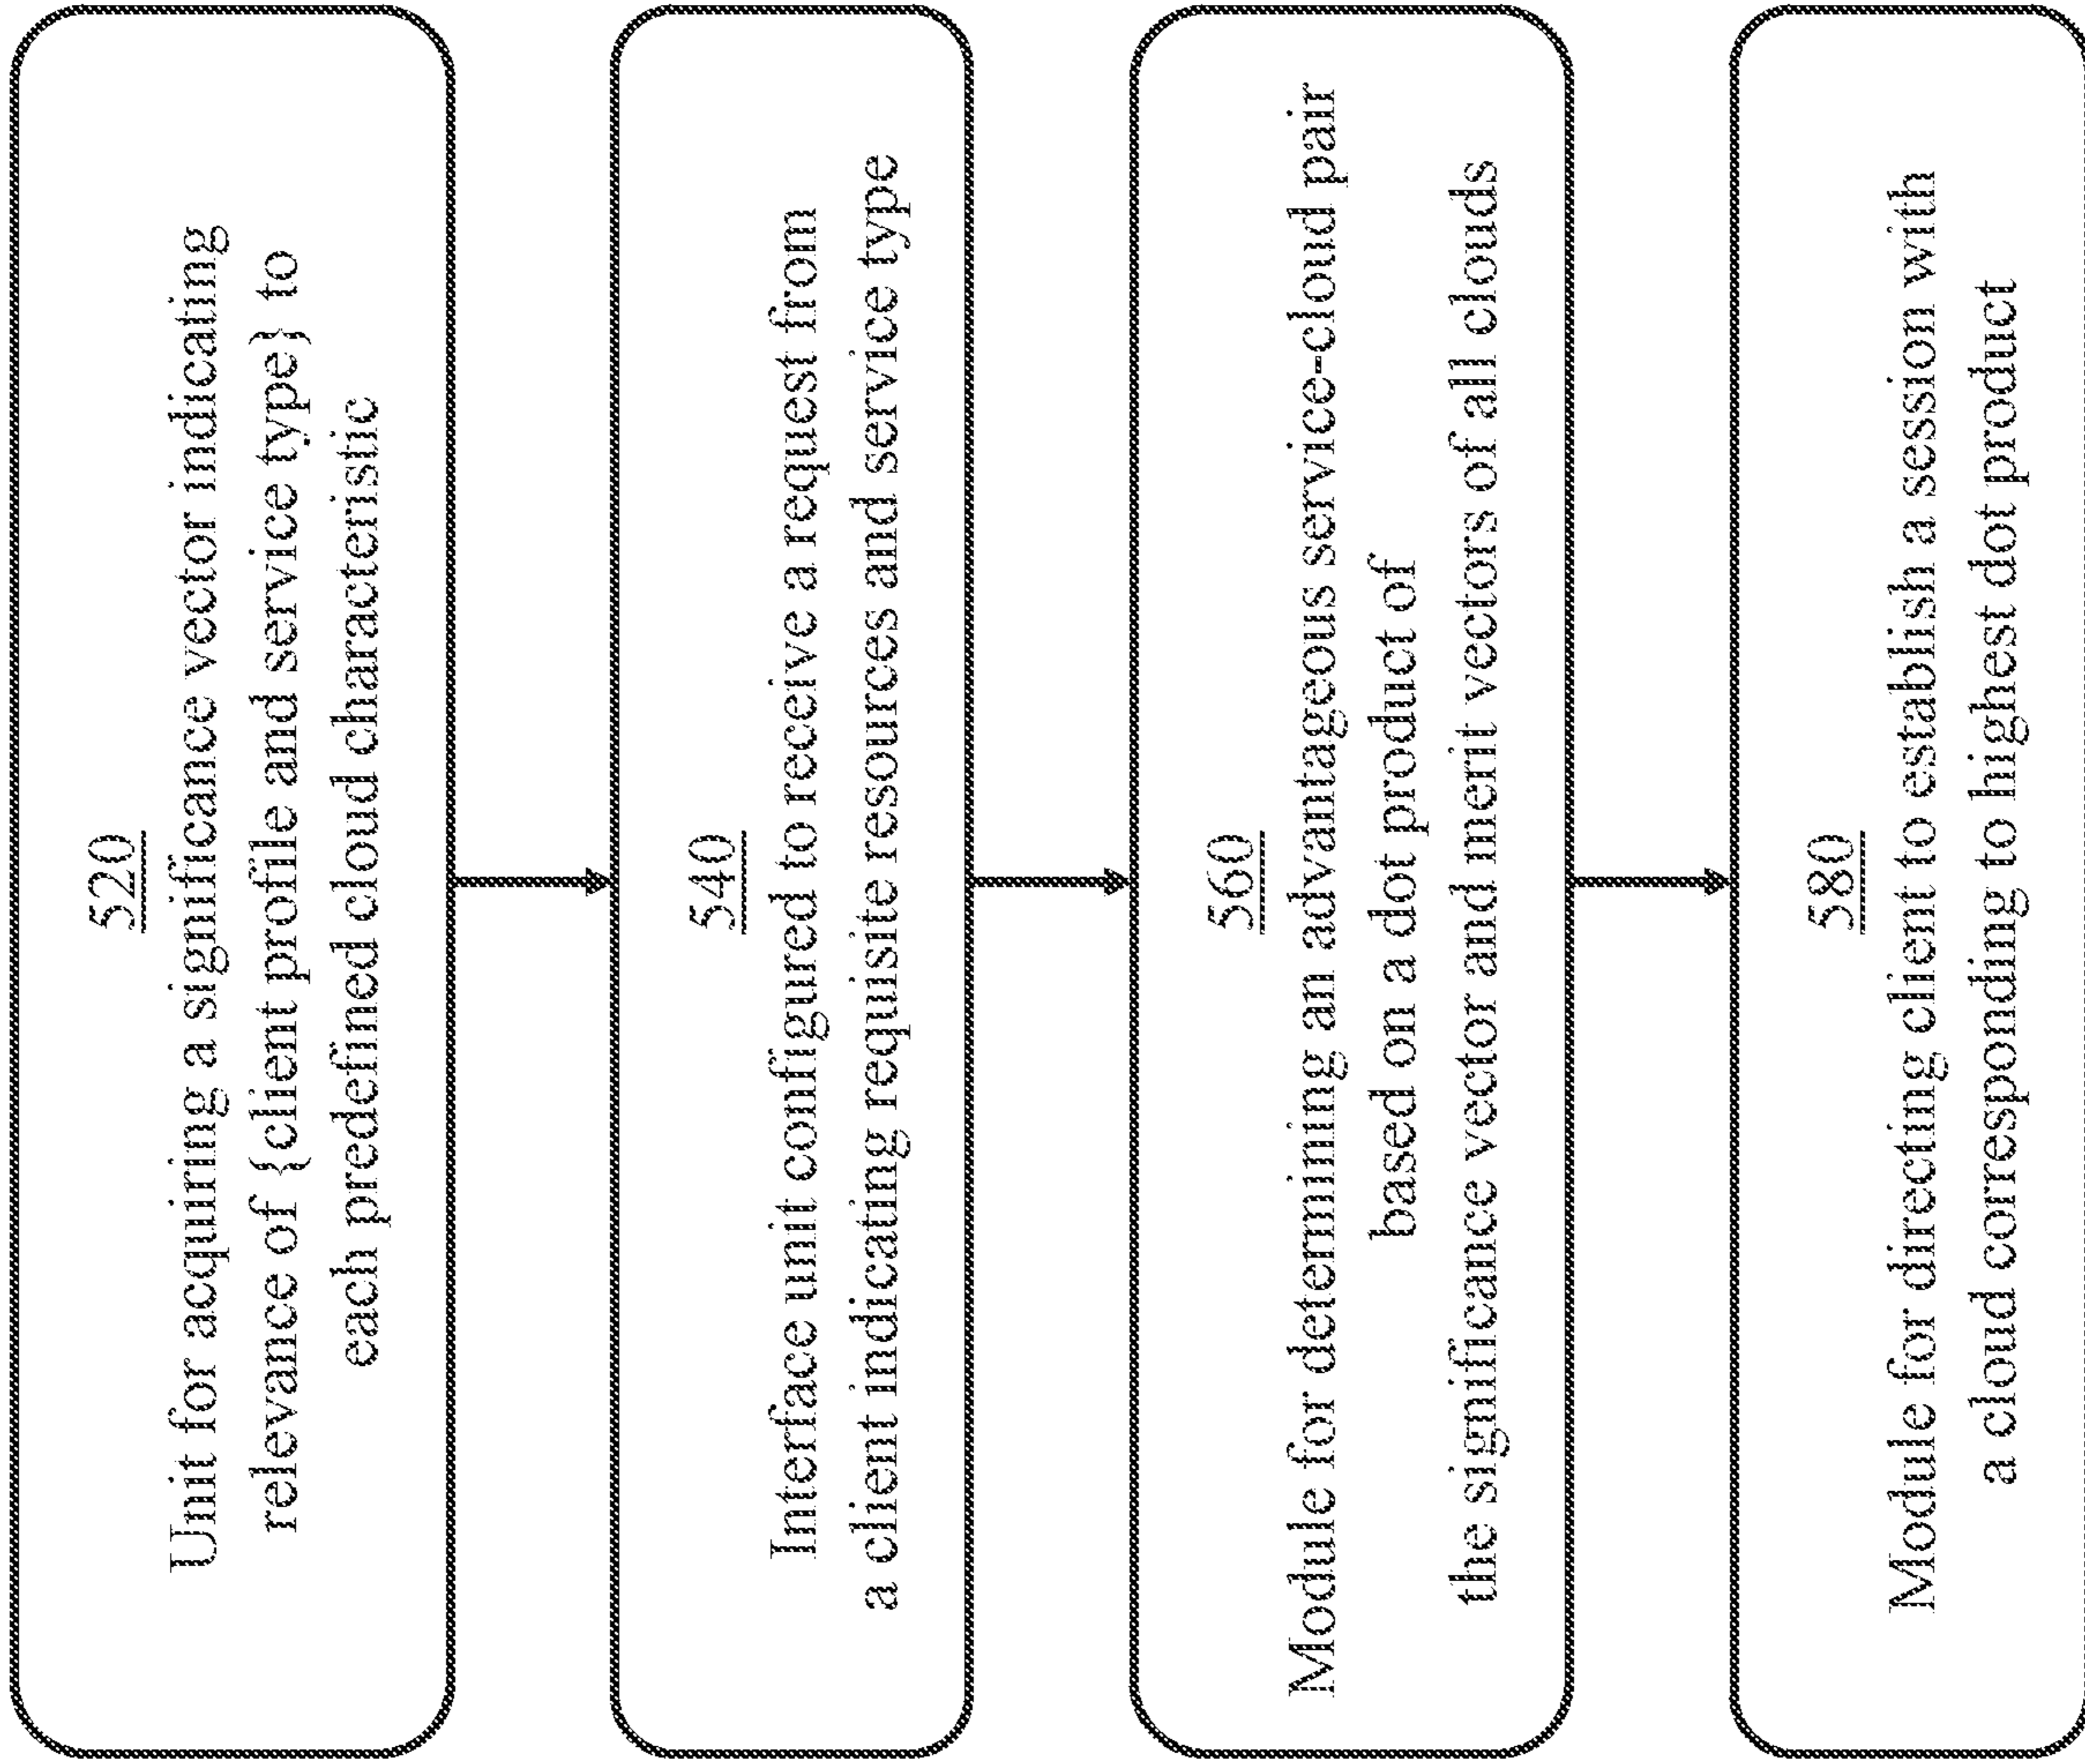 520
Unit for acquiring a significance vector indicating
relevance of {client profile and service type} to
each predefined cloud characteristic
540
Interface unit configured to receive a request from
a client indicating requisite resources and service type
560
Module for determining an advantageous service-cloud pair
based on a dot product of
the significance vector and merit vectors of all clouds
580
Module for directing client to establish a session with
a cloud corresponding to highest dot product